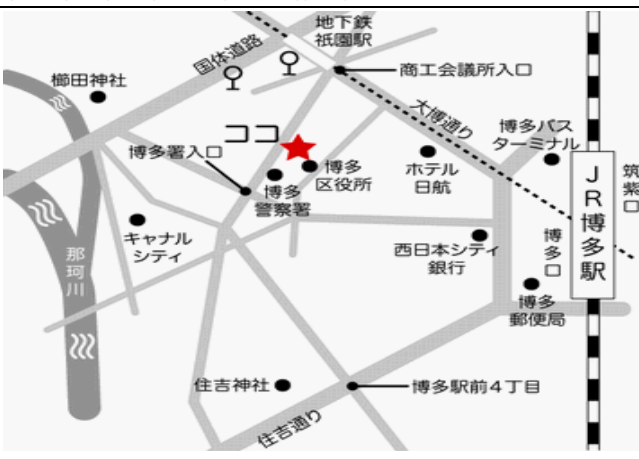 地下鉄
祇園駅
国体道路
商工会議所入口
櫛田神社
大博通り
博多バス
ターミナル
ココ
博多署入口
博多
区役所
ホテル
日航
博多
警察署
JR博多駅
筑紫口
キャナル
シティ
西日本シティ
銀行
博多口
那珂川
博多
郵便局
住吉神社
博多駅前4丁目
住吉通り